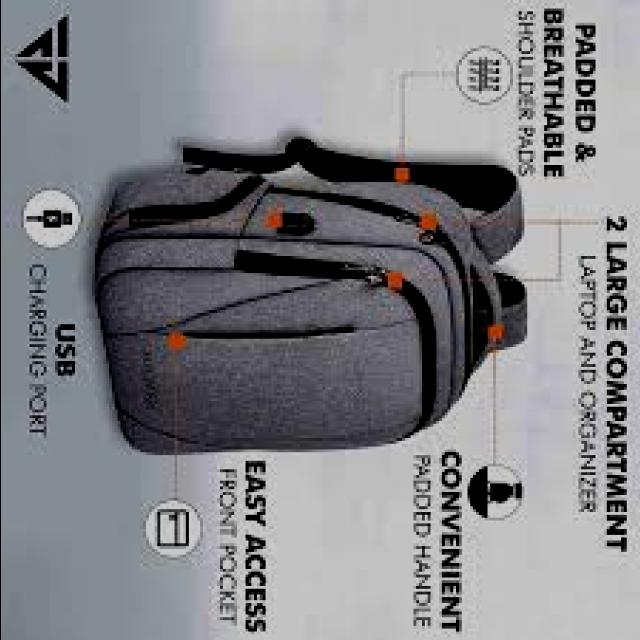 PADDED &
BREATHABLE
SHOULDER PADS
2 LARGE COMPARTMENT
LAPTOP AND ORGANIZER
CONVENIENT
PADDED HANDLE
EASY ACCESS
FRONT POCKET
USB
CHARGING PORT